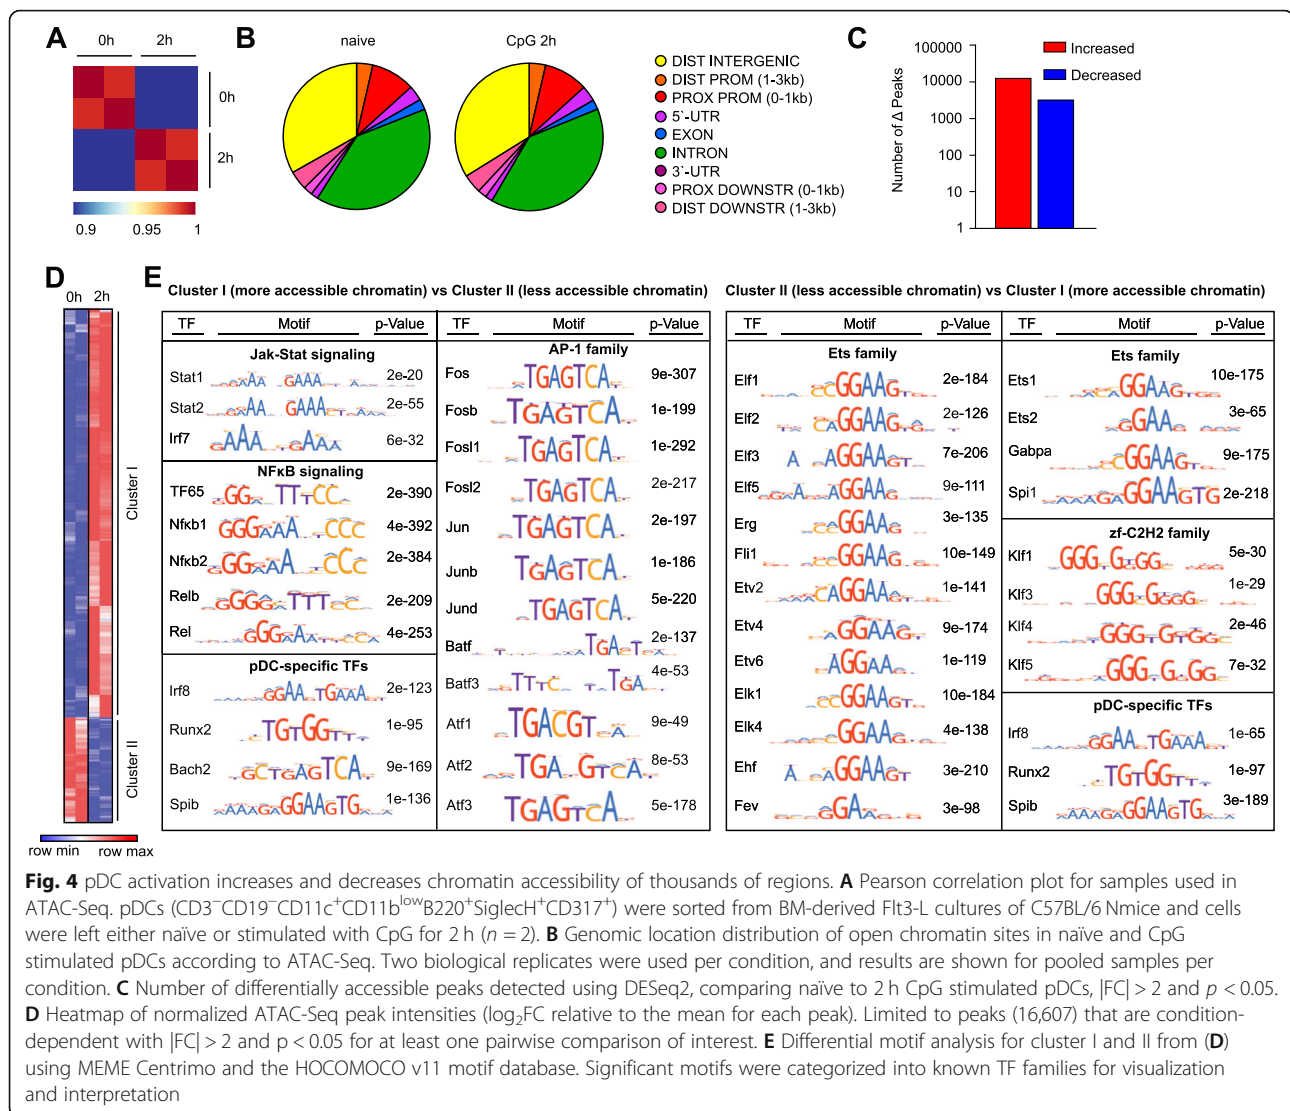 A
0h 2h
0h
2h
0.9 0.95 1
B
naive CpG 2h
DIST INTERGENIC
DIST PROM (1-3kb)
PROX PROM (0-1kb)
5`-UTR
EXON
INTRON
3`-UTR
PROX DOWNSTR (0-1kb)
DIST DOWNSTR (1-3kb)
C
Number of Δ Peaks
100000
10000
1000
100
10
1
Increased
Decreased
D
0h 2h
Cluster I
Cluster II
row min row max
E
Cluster I (more accessible chromatin) vs Cluster II (less accessible chromatin)
TF Motif p-Value
Jak-Stat signaling
Stat1 2e-20
Stat2 2e-55
Irf7 6e-32
NFκB signaling
TF65 2e-390
Nfkb1 4e-392
Nfkb2 2e-384
Relb 2e-209
Rel 4e-253
pDC-specific TFs
Irf8 2e-123
Runx2 1e-95
Bach2 9e-169
Spib 1e-136
TF Motif p-Value
AP-1 family
Fos TGAGTCA 9e-307
Fosb TGAGTCA 1e-199
Fosl1 TGAGTCA 1e-292
Fosl2 TGAGTCA 2e-217
Jun TGAGTCA 2e-197
Junb TGAGTCA 1e-186
Jund TGAGTCA 5e-220
Batf 2e-137
Batf3 4e-53
Atf1 TGACGT 9e-49
Atf2 8e-53
Atf3 TGAGTCA 5e-178
Cluster II (less accessible chromatin) vs Cluster I (more accessible chromatin)
TF Motif p-Value
Ets family
Elf1 2e-184
Elf2 2e-126
Elf3 7e-206
Elf5 9e-111
Erg 3e-135
Fli1 10e-149
Etv2 1e-141
Etv4 9e-174
Etv6 1e-119
Elk1 10e-184
Elk4 4e-138
Ehf 3e-210
Fev 3e-98
TF Motif p-Value
Ets family
Ets1 10e-175
Ets2 3e-65
Gabpa 9e-175
Spi1 2e-218
zf-C2H2 family
Klf1 5e-30
Klf3 1e-29
Klf4 2e-46
Klf5 7e-32
pDC-specific TFs
Irf8 1e-65
Runx2 1e-97
Spib 3e-189
Fig. 4 pDC activation increases and decreases chromatin accessibility of thousands of regions. A Pearson correlation plot for samples used in
ATAC-Seq. pDCs (CD3⁻CD19⁻CD11c⁺CD11b^low B220⁺SiglecH⁺CD317⁺) were sorted from BM-derived Flt3-L cultures of C57BL/6 Nmice and cells
were left either naïve or stimulated with CpG for 2 h (n = 2). B Genomic location distribution of open chromatin sites in naïve and CpG
stimulated pDCs according to ATAC-Seq. Two biological replicates were used per condition, and results are shown for pooled samples per
condition. C Number of differentially accessible peaks detected using DESeq2, comparing naïve to 2 h CpG stimulated pDCs, |FC| > 2 and p < 0.05.
D Heatmap of normalized ATAC-Seq peak intensities (log₂FC relative to the mean for each peak). Limited to peaks (16,607) that are condition-
dependent with |FC| > 2 and p < 0.05 for at least one pairwise comparison of interest. E Differential motif analysis for cluster I and II from (D)
using MEME Centrimo and the HOCOMOCO v11 motif database. Significant motifs were categorized into known TF families for visualization
and interpretation